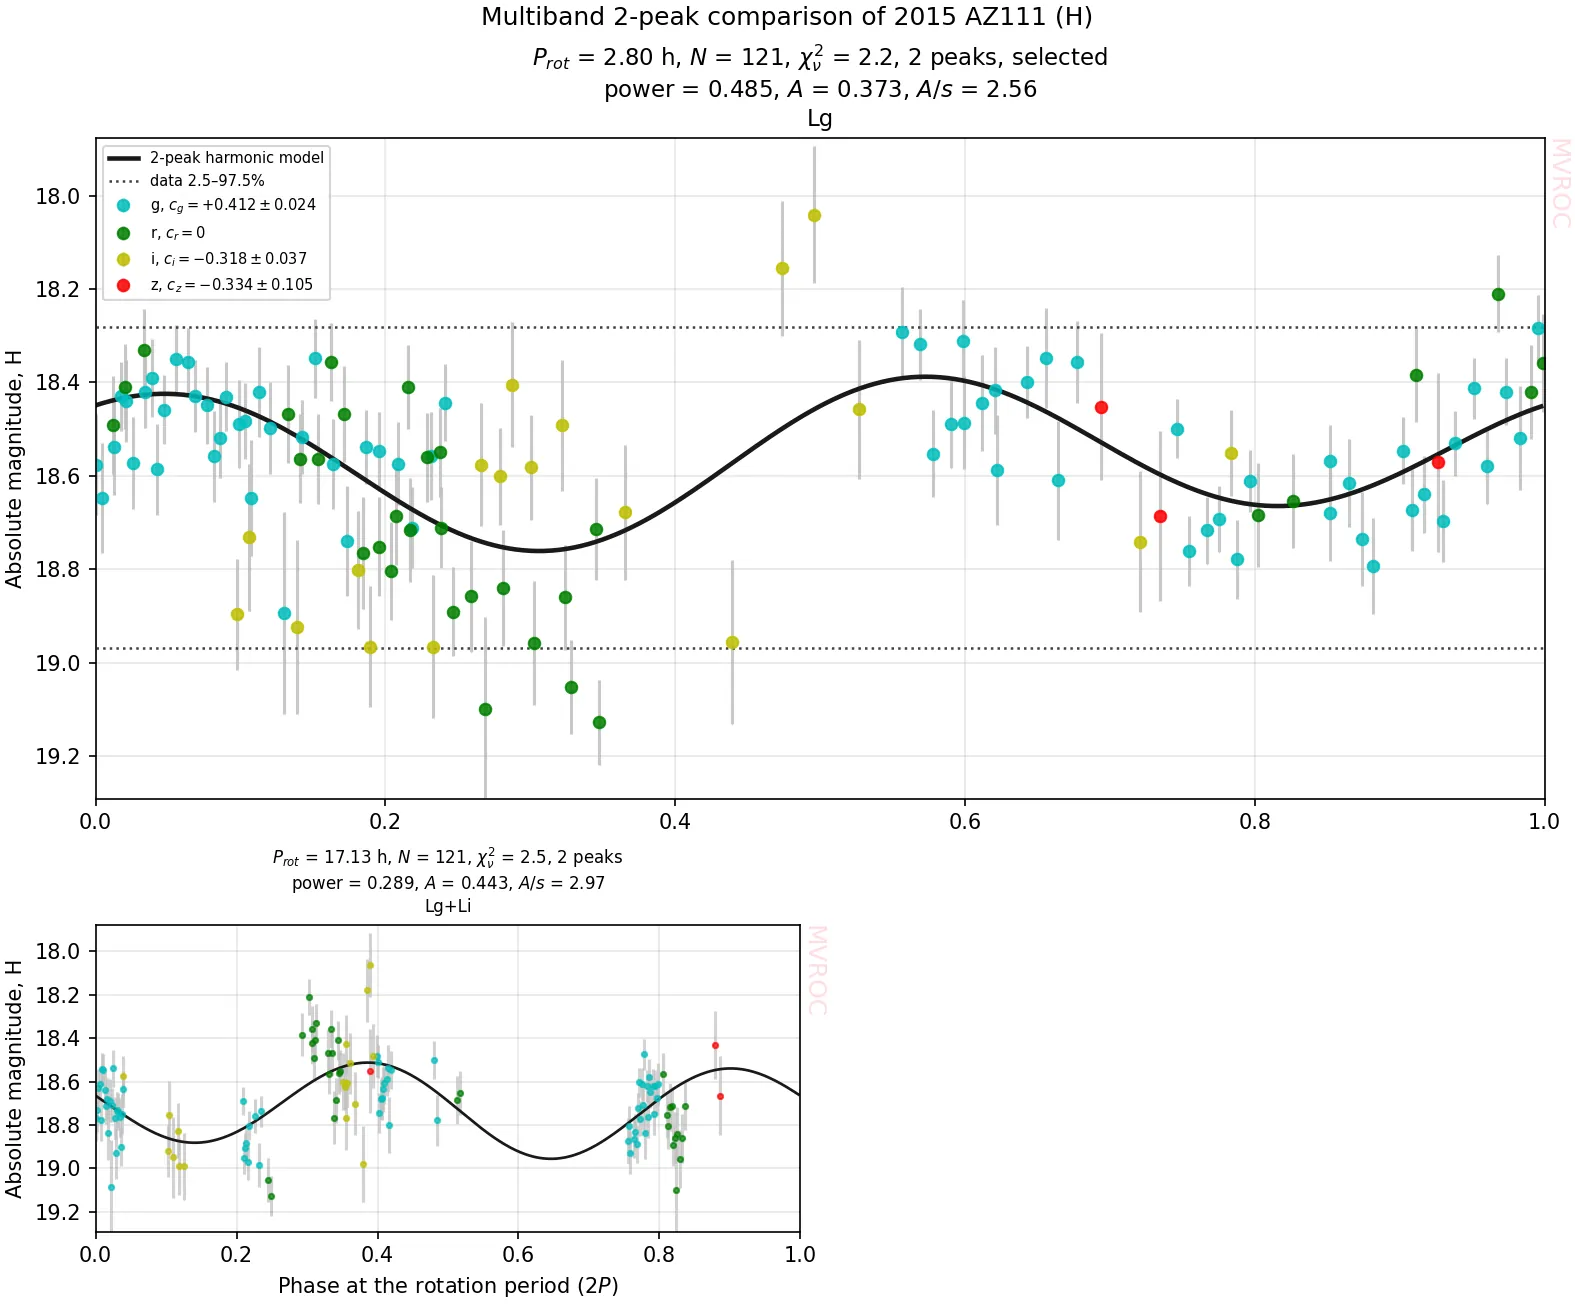 Multiband 2-peak comparison of 2015 AZ111 (H)
P_rot = 2.80 h, N = 121, χ²_ν = 2.2, 2 peaks, selected
power = 0.485, A = 0.373, A/s = 2.56
Lg
2-peak harmonic model
data 2.5–97.5%
g, c_g = +0.412 ± 0.024
r, c_r = 0
i, c_i = −0.318 ± 0.037
z, c_z = −0.334 ± 0.105
MVROC
Absolute magnitude, H
18.0
18.2
18.4
18.6
18.8
19.0
19.2
0.0 0.2 0.4 0.6 0.8 1.0
P_rot = 17.13 h, N = 121, χ²_ν = 2.5, 2 peaks
power = 0.289, A = 0.443, A/s = 2.97
Lg+Li
MVROC
Absolute magnitude, H
18.0
18.2
18.4
18.6
18.8
19.0
19.2
0.0 0.2 0.4 0.6 0.8 1.0
Phase at the rotation period (2P)